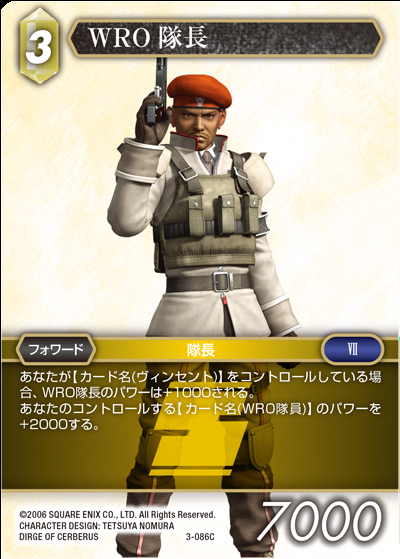 3
WRO 隊長
フォワード
隊長
VII
あなたが【カード名(ヴィンセント)】をコントロールしている場
合、WRO隊長のパワーは+1000される。
あなたのコントロールする【カード名(WRO隊員)】のパワーを
+2000する。
©2006 SQUARE ENIX CO., LTD. All Rights Reserved.
CHARACTER DESIGN: TETSUYA NOMURA
DIRGE OF CERBERUS
3-086C
7000